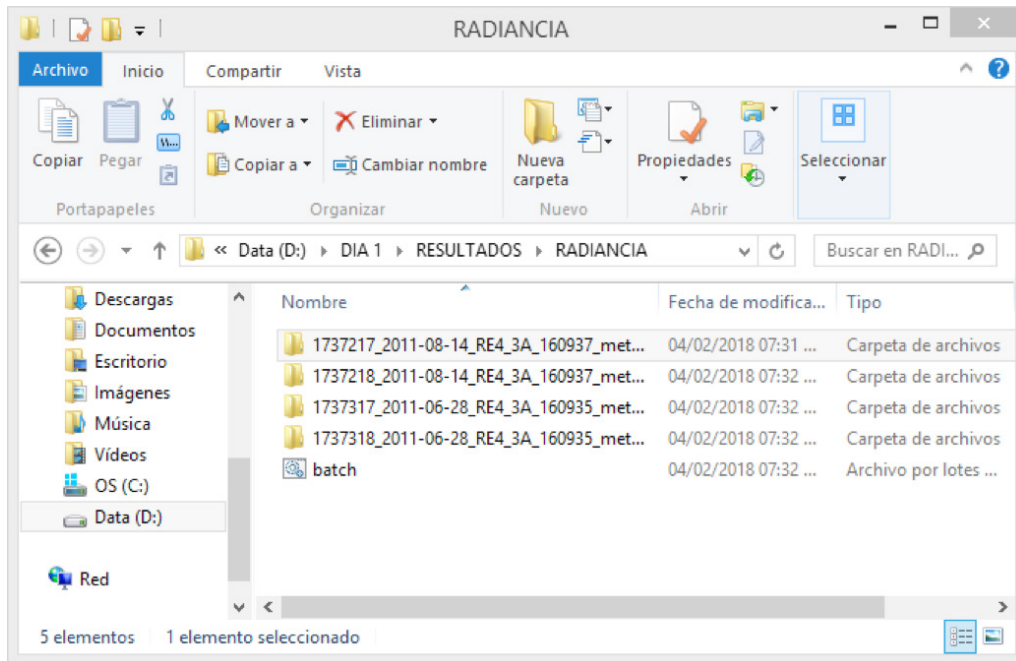 RADIANCIA
Archivo Inicio Compartir Vista
Copiar Pegar W... Mover a Copiar a Eliminar Cambiar nombre Nueva carpeta Propiedades Seleccionar
Portapapeles Organizar Nuevo Abrir
« Data (D:) DIA 1 RESULTADOS RADIANCIA Buscar en RADI...
Descargas
Documentos
Escritorio
Imágenes
Música
Vídeos
OS (C:)
Data (D:)
Red
Nombre Fecha de modifica... Tipo
1737217_2011-08-14_RE4_3A_160937_met... 04/02/2018 07:31 ... Carpeta de archivos
1737218_2011-08-14_RE4_3A_160937_met... 04/02/2018 07:32 ... Carpeta de archivos
1737317_2011-06-28_RE4_3A_160935_met... 04/02/2018 07:32 ... Carpeta de archivos
1737318_2011-06-28_RE4_3A_160935_met... 04/02/2018 07:32 ... Carpeta de archivos
batch 04/02/2018 07:32 ... Archivo por lotes ...
5 elementos 1 elemento seleccionado